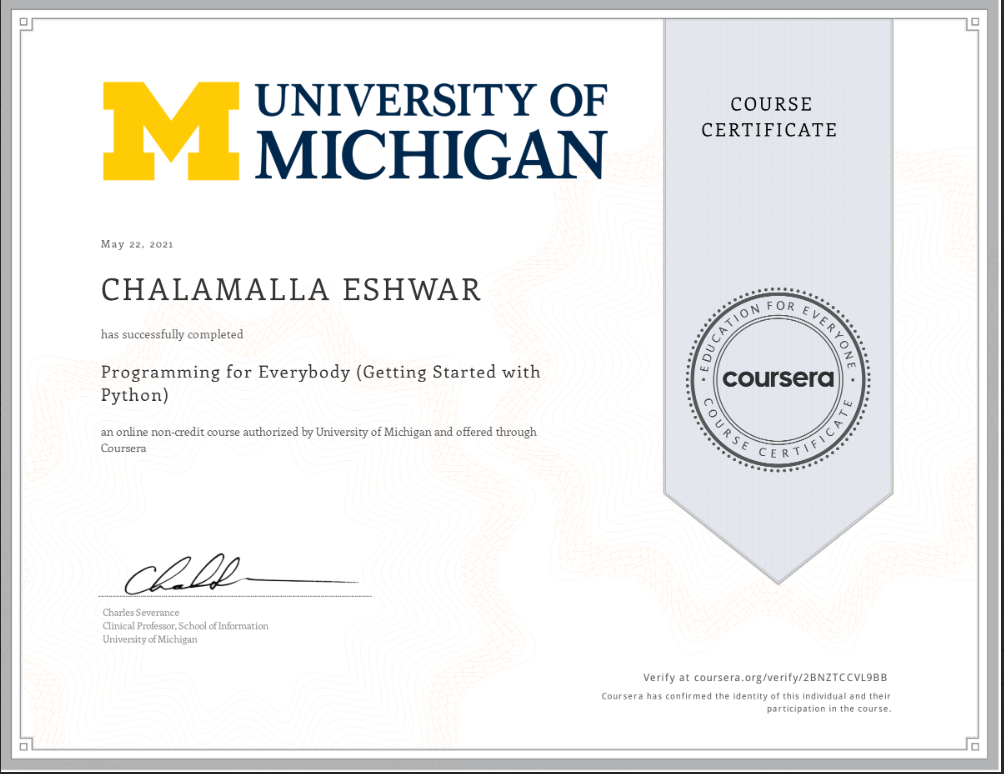 UNIVERSITY OF
MICHIGAN
COURSE
CERTIFICATE
May 22, 2021
CHALAMALLA ESHWAR
has successfully completed
Programming for Everybody (Getting Started with
Python)
an online non-credit course authorized by University of Michigan and offered through
Coursera
EDUCATION FOR EVERYONE
coursera
COURSE CERTIFICATE
Charles Severance
Clinical Professor, School of Information
University of Michigan
Verify at coursera.org/verify/2BNZTCCVL9BB
Coursera has confirmed the identity of this individual and their
participation in the course.